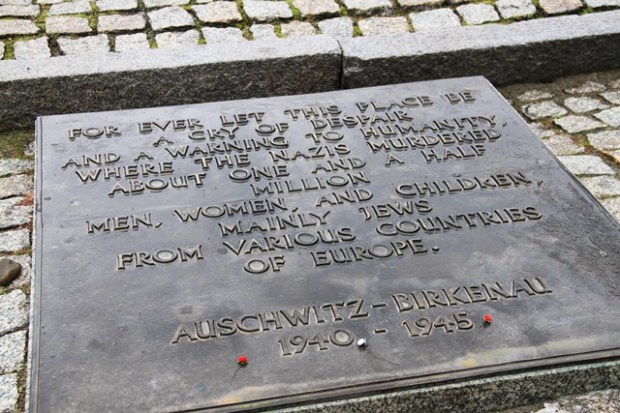 FOR EVER LET THIS PLACE BE
A CRY OF DESPAIR
AND A WARNING TO HUMANITY,
WHERE THE NAZIS MURDERED
ABOUT ONE AND A HALF
MILLION
MEN, WOMEN, AND CHILDREN,
MAINLY JEWS
FROM VARIOUS COUNTRIES
OF EUROPE.
AUSCHWITZ-BIRKENAU
1940 - 1945